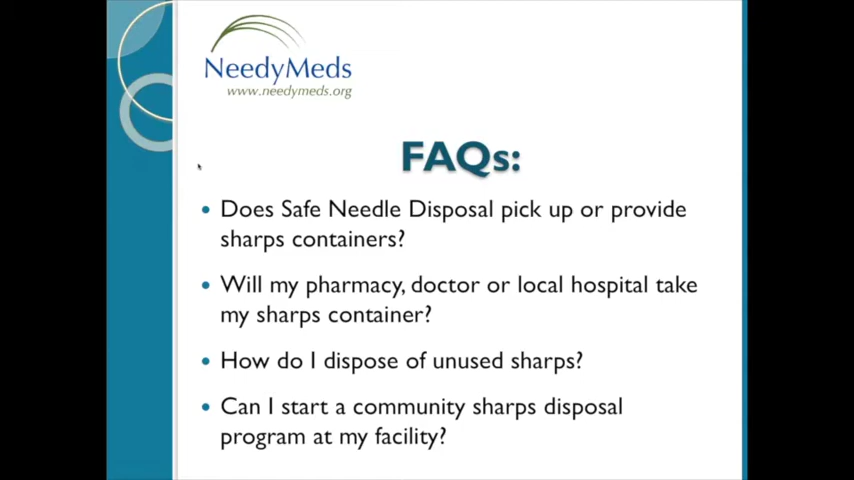 NeedyMeds
www.needymeds.org
FAQs:
• Does Safe Needle Disposal pick up or provide
sharps containers?
• Will my pharmacy, doctor or local hospital take
my sharps container?
• How do I dispose of unused sharps?
• Can I start a community sharps disposal
program at my facility?